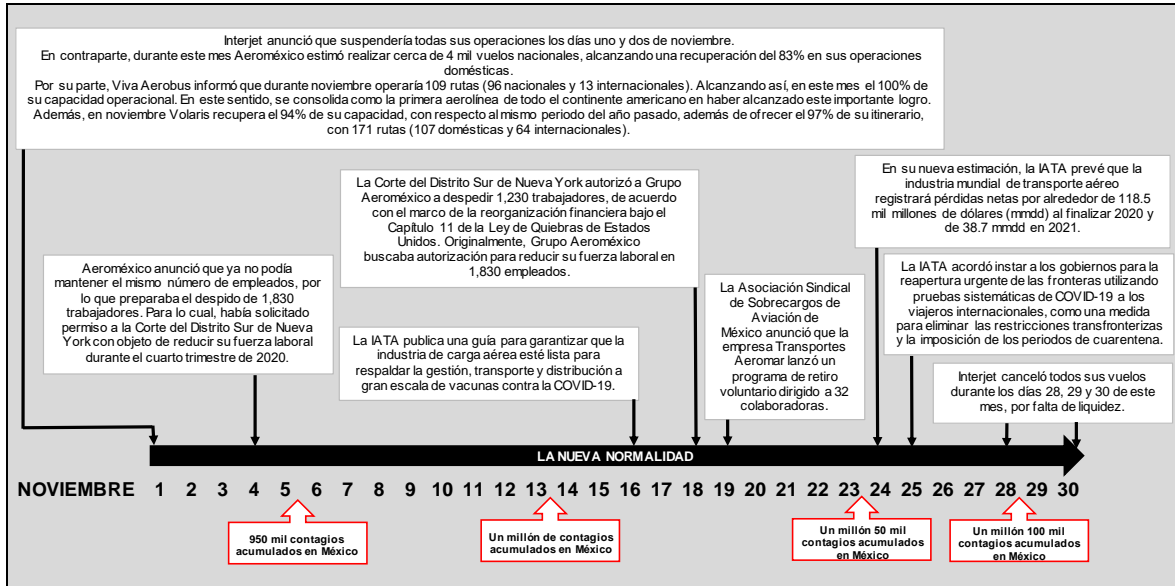 Interjet anunció que suspendería todas sus operaciones los días uno y dos de noviembre.
En contraparte, durante este mes Aeroméxico estimó realizar cerca de 4 mil vuelos nacionales, alcanzando una recuperación del 83% en sus operaciones
domésticas.
Por su parte, Viva Aerobus informó que durante noviembre operaría 109 rutas (96 nacionales y 13 internacionales). Alcanzando así, en este mes el 100% de
su capacidad operacional. En este sentido, se consolida como la primera aerolínea de todo el continente americano en haber alcanzado este importante logro.
Además, en noviembre Volaris recupera el 94% de su capacidad, con respecto al mismo periodo del año pasado, además de ofrecer el 97% de su itinerario,
con 171 rutas (107 domésticas y 64 internacionales).
Aeroméxico anunció que ya no podía
mantener el mismo número de empleados, por
lo que preparaba el despido de 1,830
trabajadores. Para lo cual, había solicitado
permiso a la Corte del Distrito Sur de Nueva
York con objeto de reducir su fuerza laboral
durante el cuarto trimestre de 2020.
La Corte del Distrito Sur de Nueva York autorizó a Grupo
Aeroméxico a despedir 1,230 trabajadores, de acuerdo
con el marco de la reorganización financiera bajo el
Capítulo 11 de la Ley de Quiebras de Estados
Unidos. Originalmente, Grupo Aeroméxico
buscaba autorización para reducir su fuerza laboral en
1,830 empleados.
La IATA publica una guía para garantizar que la
industria de carga aérea esté lista para
respaldar la gestión, transporte y distribución a
gran escala de vacunas contra la COVID-19.
La Asociación Sindical
de Sobrecargos de
Aviación de
México anunció que la
empresa Transportes
Aeromar lanzó un
programa de retiro
voluntario dirigido a 32
colaboradoras.
En su nueva estimación, la IATA prevé que la
industria mundial de transporte aéreo
registrará pérdidas netas por alrededor de 118.5
mil millones de dólares (mmdd) al finalizar 2020 y
de 38.7 mmdd en 2021.
La IATA acordó instar a los gobiernos para la
reapertura urgente de las fronteras utilizando
pruebas sistemáticas de COVID-19 a los
viajeros internacionales, como una medida
para eliminar las restricciones transfronterizas
y la imposición de los periodos de cuarentena.
Interjet canceló todos sus vuelos
durante los días 28, 29 y 30 de este
mes, por falta de liquidez.
LA NUEVA NORMALIDAD
NOVIEMBRE 1 2 3 4 5 6 7 8 9 10 11 12 13 14 15 16 17 18 19 20 21 22 23 24 25 26 27 28 29 30
950 mil contagios
acumulados en México
Un millón de contagios
acumulados en México
Un millón 50 mil
contagios acumulados
en México
Un millón 100 mil
contagios acumulados
en México